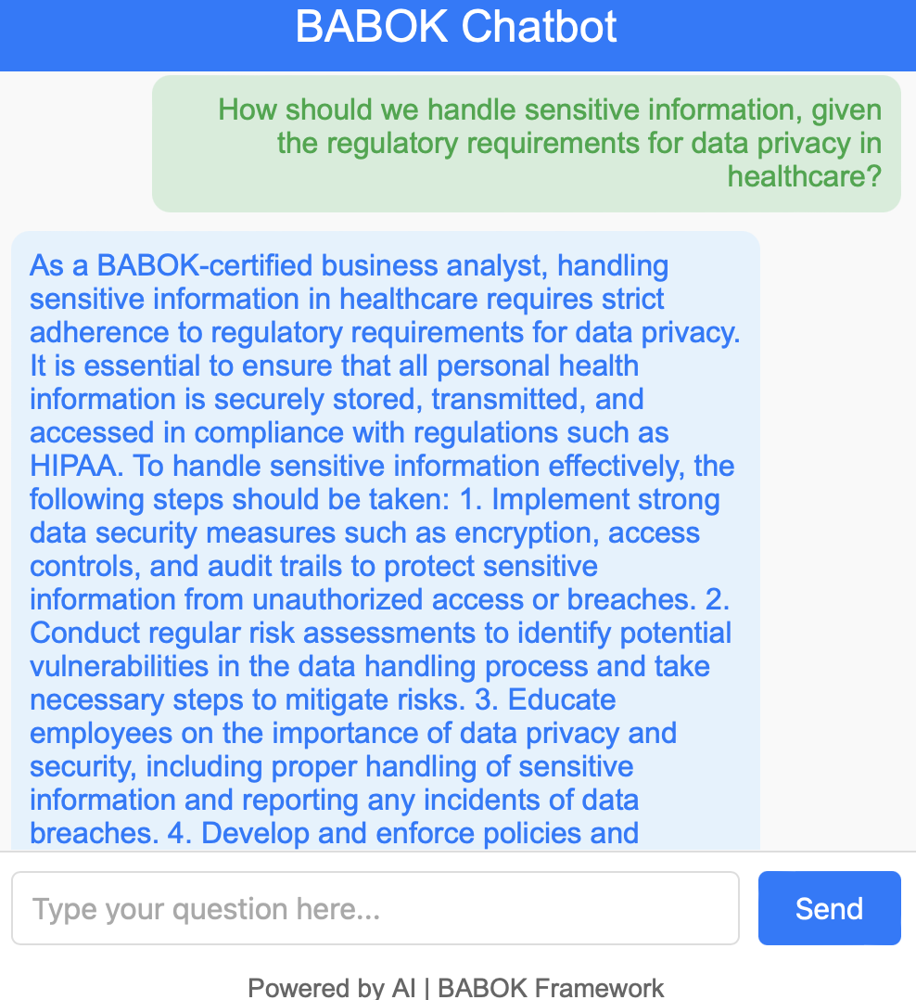 BABOK Chatbot
How should we handle sensitive information, given
the regulatory requirements for data privacy in
healthcare?
As a BABOK-certified business analyst, handling
sensitive information in healthcare requires strict
adherence to regulatory requirements for data privacy.
It is essential to ensure that all personal health
information is securely stored, transmitted, and
accessed in compliance with regulations such as
HIPAA. To handle sensitive information effectively, the
following steps should be taken: 1. Implement strong
data security measures such as encryption, access
controls, and audit trails to protect sensitive
information from unauthorized access or breaches. 2.
Conduct regular risk assessments to identify potential
vulnerabilities in the data handling process and take
necessary steps to mitigate risks. 3. Educate
employees on the importance of data privacy and
security, including proper handling of sensitive
information and reporting any incidents of data
breaches. 4. Develop and enforce policies and
Type your question here...
Send
Powered by AI | BABOK Framework